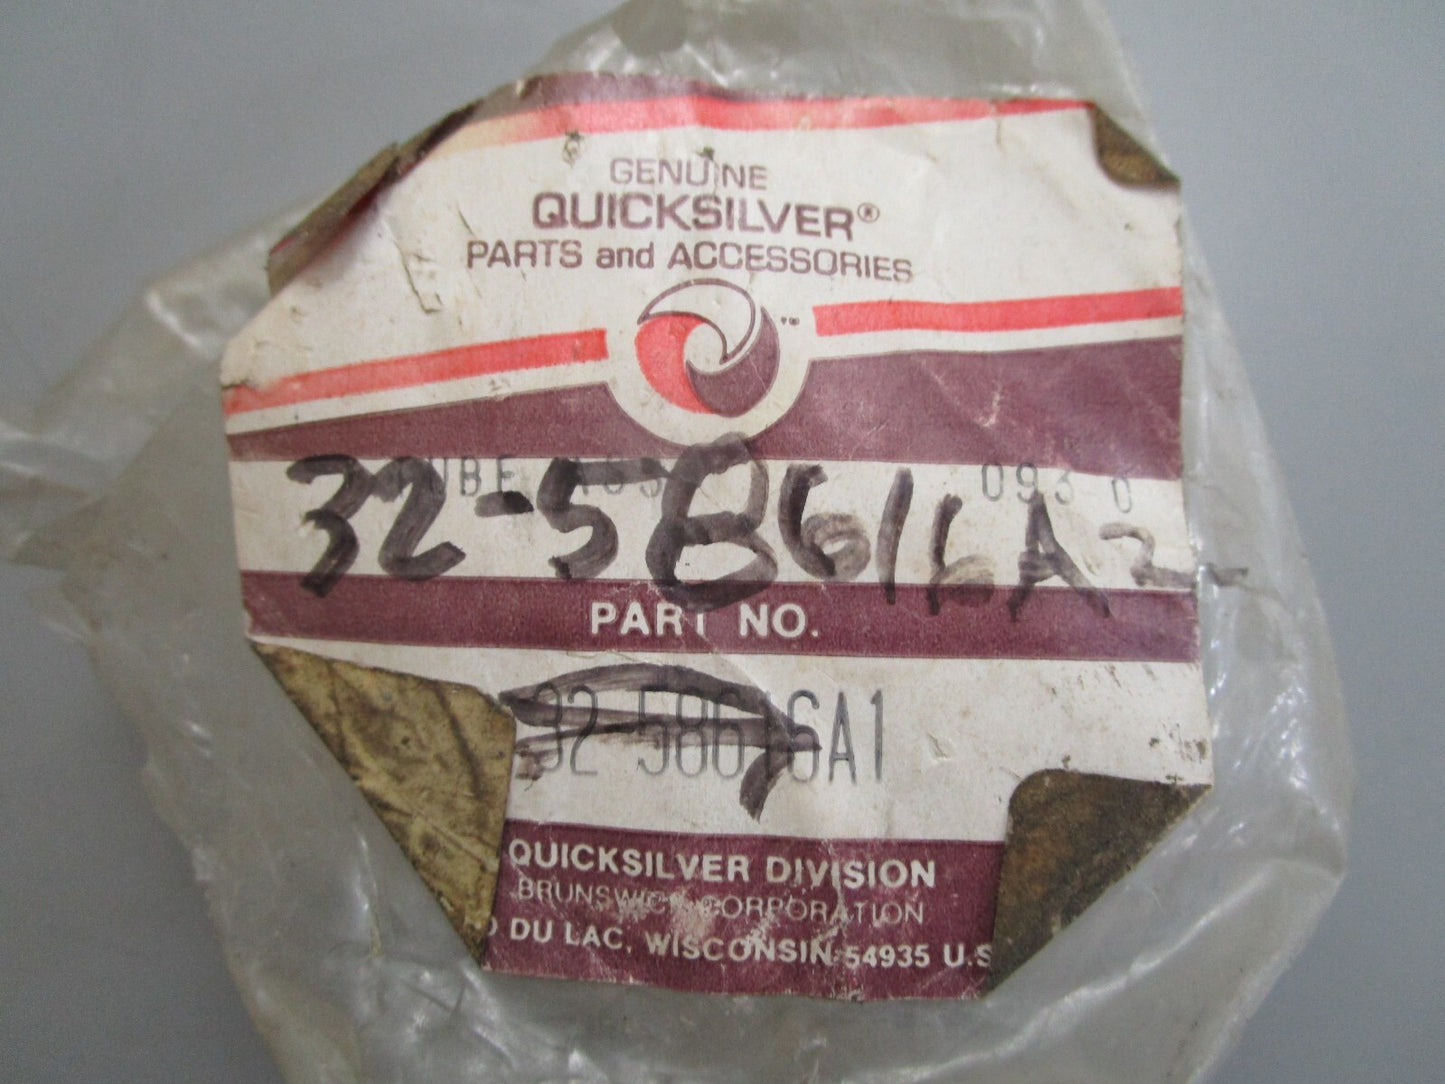 GENUINE
QUICKSILVER®
PARTS and ACCESSORIES
™
32-58616A2
PART NO.
32 58616A1
QUICKSILVER DIVISION
BRUNSWICK CORPORATION
DU LAC, WISCONSIN 54935 U.S